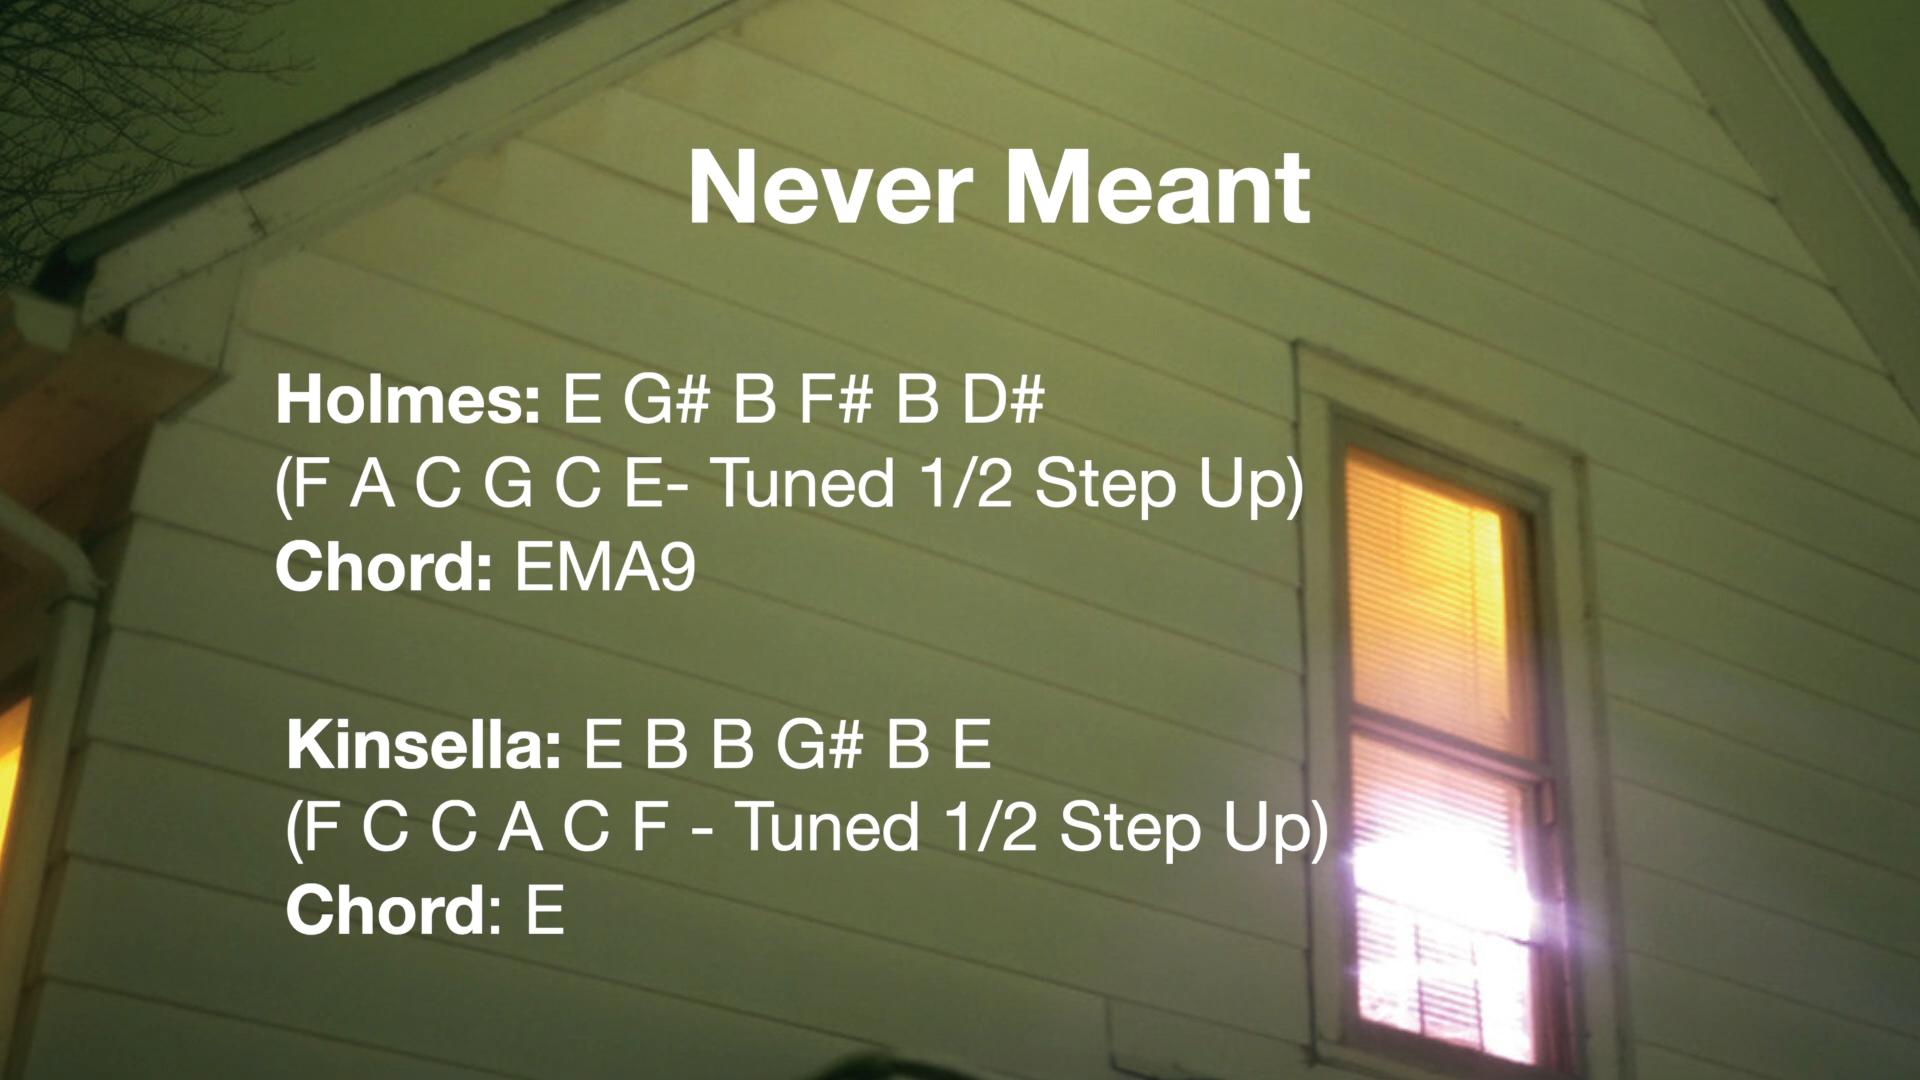 Never Meant
Holmes: E G# B F# B D#
(F A C G C E- Tuned 1/2 Step Up)
Chord: EMA9
Kinsella: E B B G# B E
(F C C A C F - Tuned 1/2 Step Up)
Chord: E